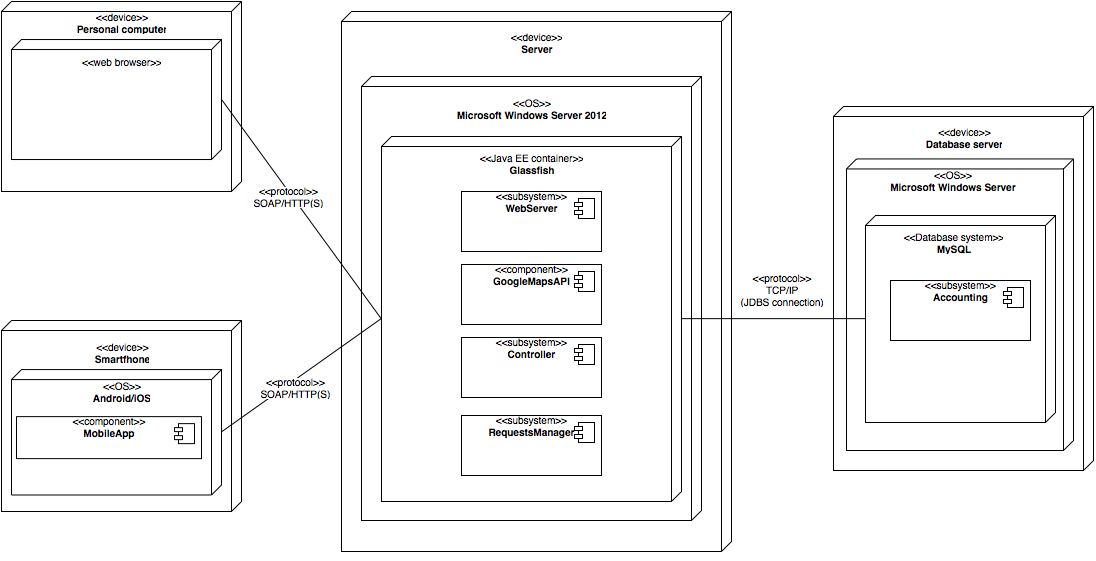 <<device>>
Personal computer
<<web browser>>
<<protocol>>
SOAP/HTTP(S)
<<device>>
Smartfhone
<<OS>>
Android/iOS
<<component>>
MobileApp
<<protocol>>
SOAP/HTTP(S)
<<device>>
Server
<<OS>>
Microsoft Windows Server 2012
<<Java EE container>>
Glassfish
<<subsystem>>
WebServer
<<component>>
GoogleMapsAPI
<<subsystem>>
Controller
<<subsystem>>
RequestsManager
<<protocol>>
TCP/IP
(JDBS connection)
<<device>>
Database server
<<OS>>
Microsoft Windows Server
<<Database system>>
MySQL
<<subsystem>>
Accounting